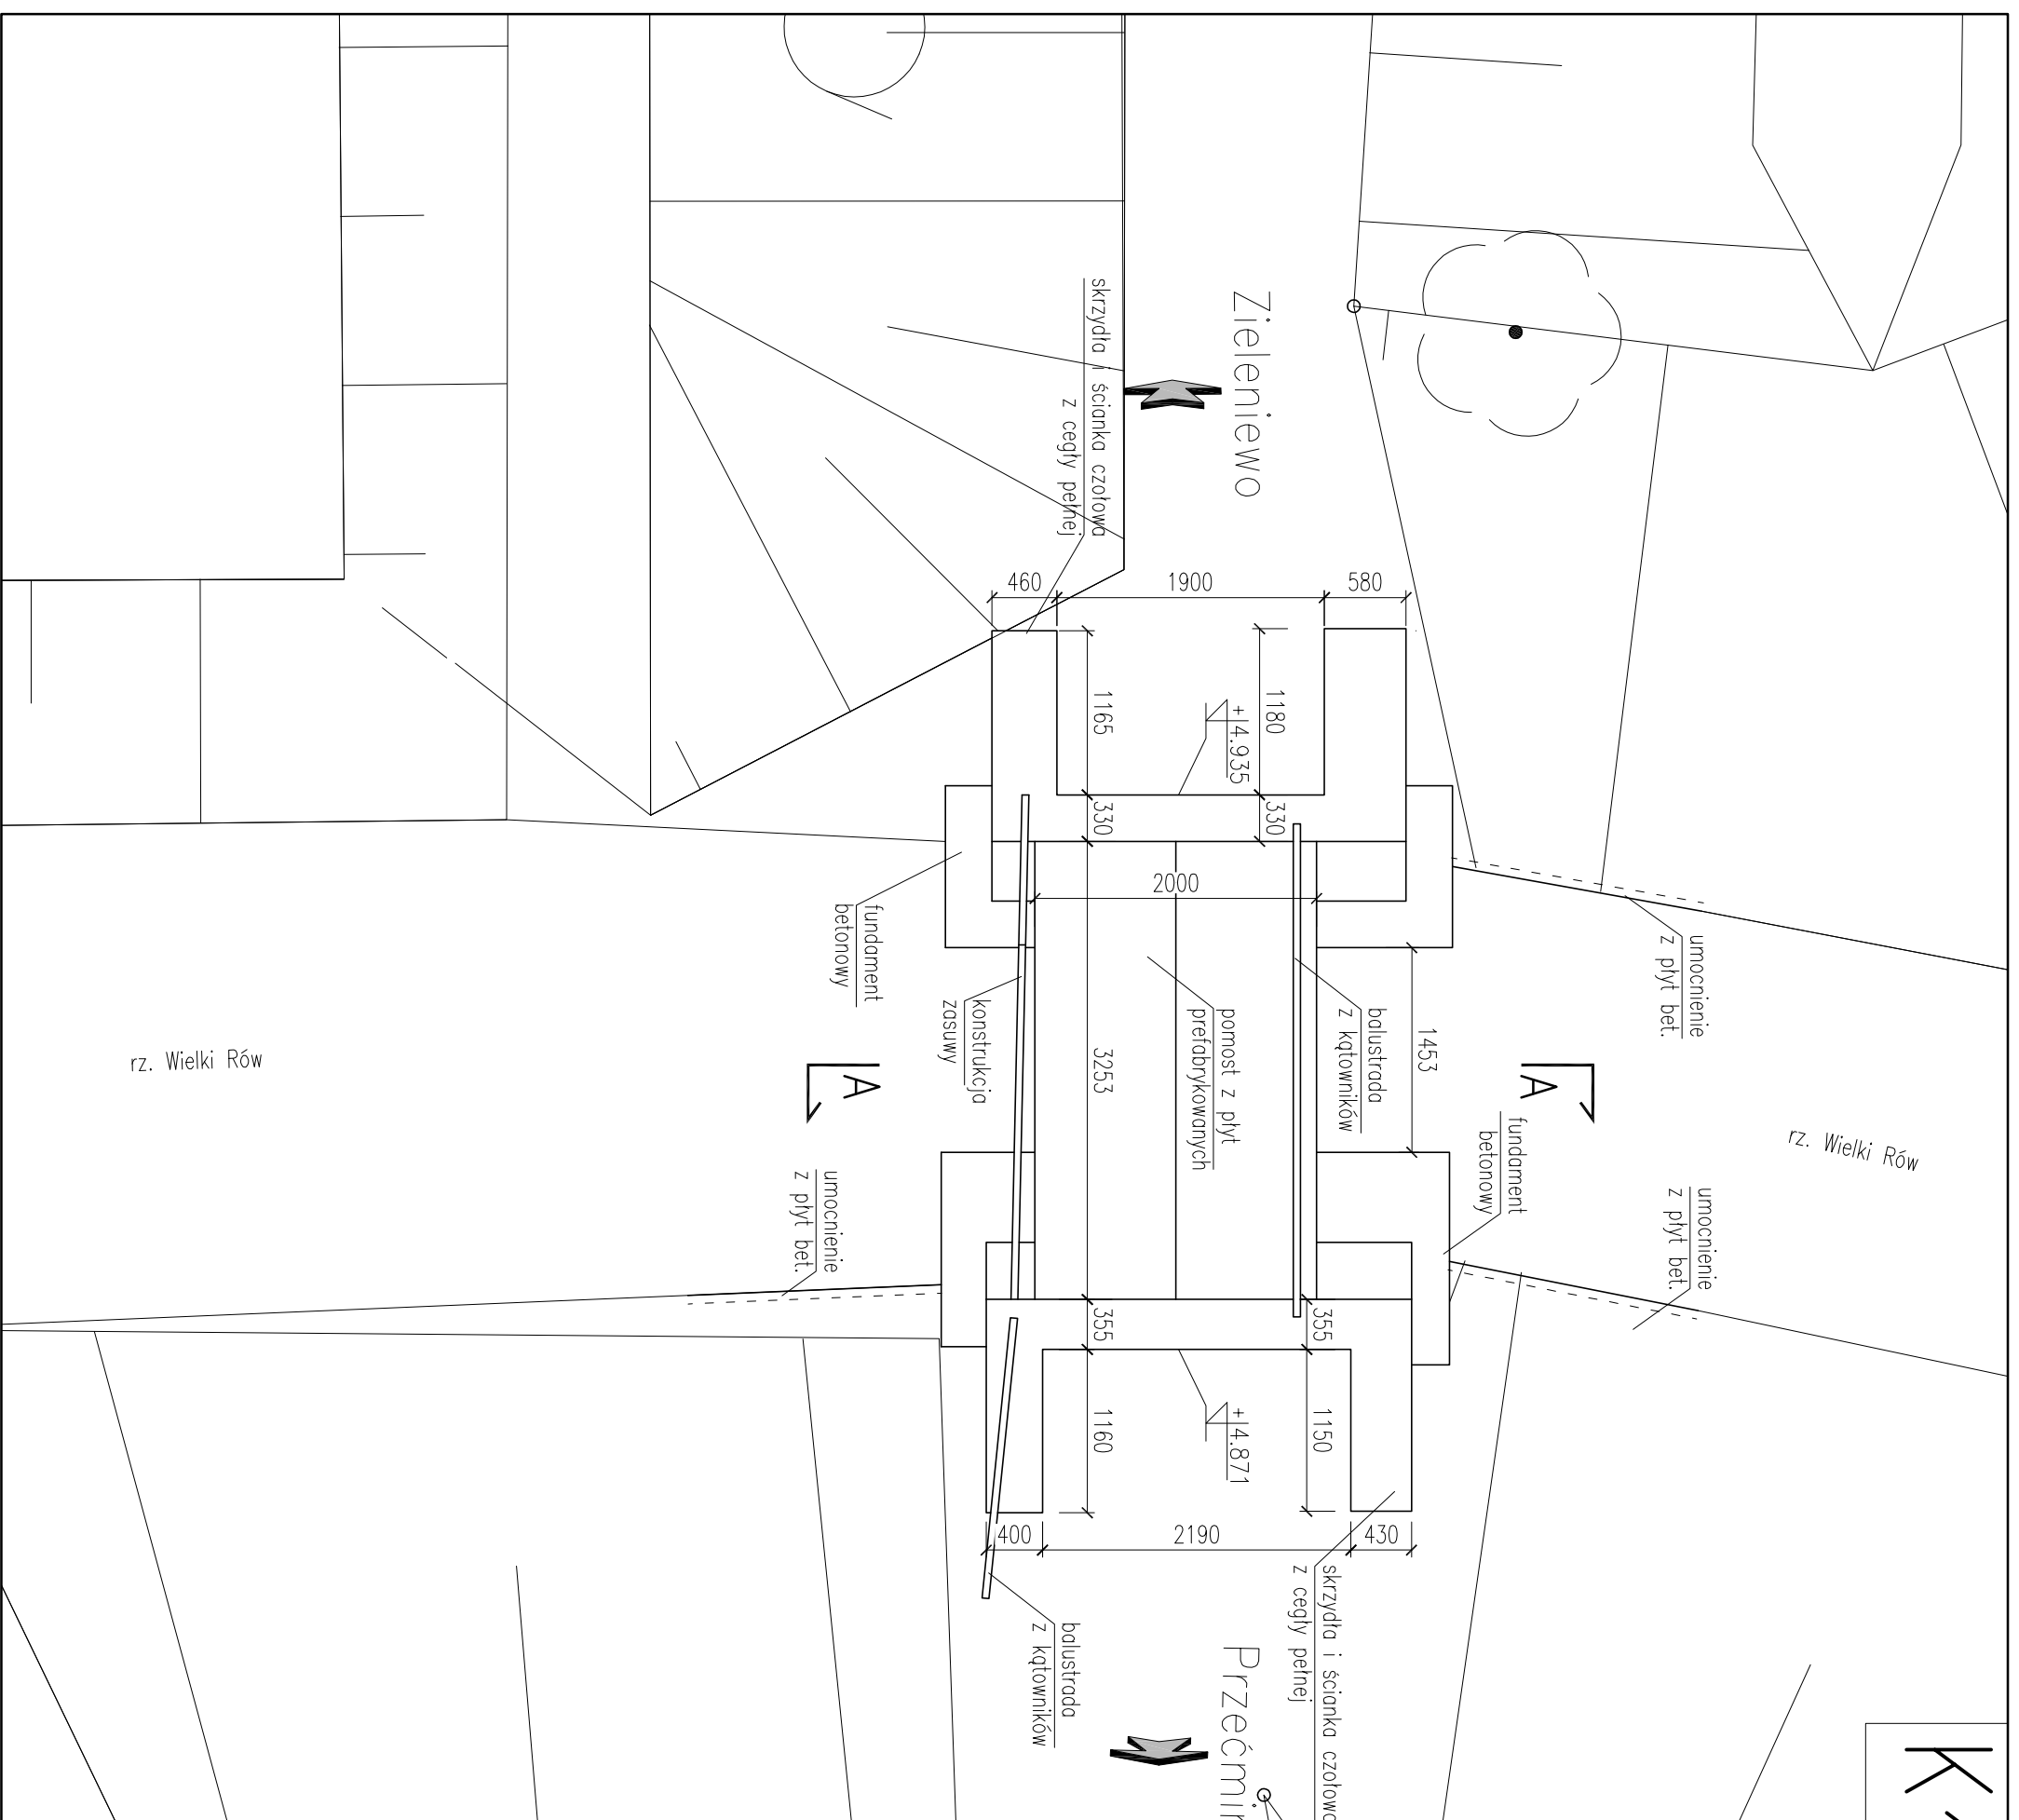 Zieleniewo
skrzydła i ścianka czołowa
z cegły pełnej
460
1900
580
1165
1180
+4.935
330
330
2000
fundament
betonowy
umocnienie
z płyt bet.
konstrukcja
zasuwy
3253
pomost z płyt
prefabrykowanych
balustrada
z kątowników
1453
rz. Wielki Rów
A
A
fundament
betonowy
rz. Wielki Rów
umocnienie
z płyt bet.
umocnienie
z płyt bet.
355
355
1160
+4.871
1150
400
2190
430
balustrada
z kątowników
skrzydła i ścianka czołowa
z cegły pełnej
K